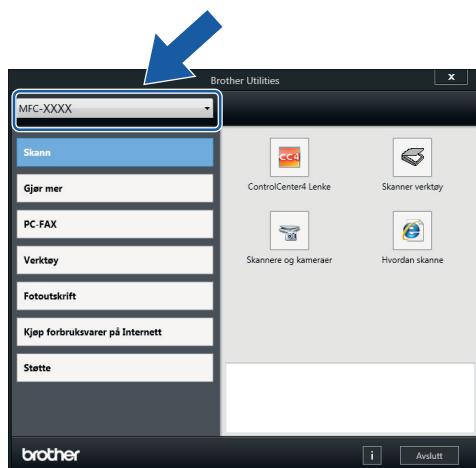 Brother Utilities
x
MFC-XXXX
Skann
Gjør mer
PC-FAX
Verktøy
Fotoutskrift
Kjøp forbruksvarer på Internett
Støtte
CC4
ControlCenter4 Lenke
Skanner verktøy
Skannere og kameraer
Hvordan skanne
brother
i
Avslutt